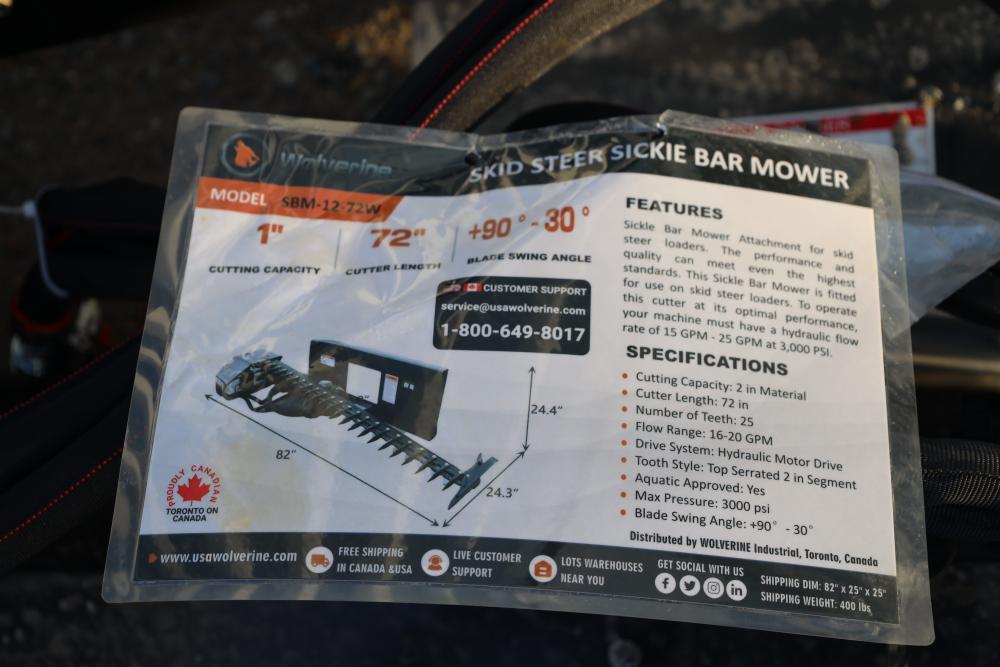 Wolverine
SKID STEER SICKIE BAR MOWER
MODEL SBM-12-72W
1"
CUTTING CAPACITY
72"
CUTTER LENGTH
+90° - 30°
BLADE SWING ANGLE
CUSTOMER SUPPORT
service@usawolverine.com
1-800-649-8017
FEATURES
Sickle Bar Mower Attachment for skid
steer loaders. The performance and
quality can meet even the highest
standards. This Sickle Bar Mower is fitted
for use on skid steer loaders. To operate
this cutter at its optimal performance,
your machine must have a hydraulic flow
rate of 15 GPM - 25 GPM at 3,000 PSI.
SPECIFICATIONS
• Cutting Capacity: 2 in Material
• Cutter Length: 72 in
• Number of Teeth: 25
• Flow Range: 16-20 GPM
• Drive System: Hydraulic Motor Drive
• Tooth Style: Top Serrated 2 in Segment
• Aquatic Approved: Yes
• Max Pressure: 3000 psi
• Blade Swing Angle: +90° - 30°
Distributed by WOLVERINE Industrial, Toronto, Canada
24.4"
82"
24.3"
PROUDLY CANADIAN
TORONTO ON
CANADA
www.usawolverine.com
FREE SHIPPING
IN CANADA &USA
LIVE CUSTOMER
SUPPORT
LOTS WAREHOUSES
NEAR YOU
GET SOCIAL WITH US
SHIPPING DIM: 82" x 25" x 25"
SHIPPING WEIGHT: 400 lbs